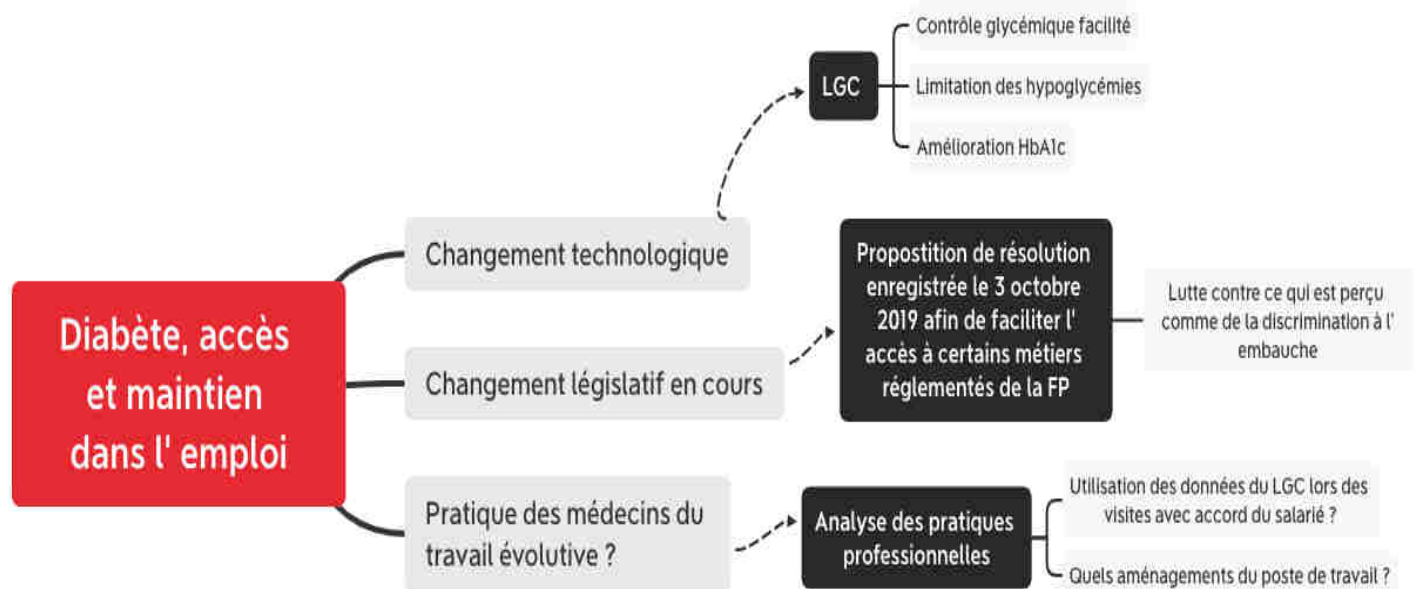 Diabète, accès
et maintien
dans l' emploi
Changement technologique
LGC
Contrôle glycémique facilité
Limitation des hypoglycémies
Amélioration HbA1c
Changement législatif en cours
Propostition de résolution
enregistrée le 3 octobre
2019 afin de faciliter l'
accès à certains métiers
réglementés de la FP
Lutte contre ce qui est perçu
comme de la discrimination à l'
embauche
Pratique des médecins du
travail évolutive ?
Analyse des pratiques
professionnelles
Utilisation des données du LGC lors des
visites avec accord du salarié ?
Quels aménagements du poste de travail ?